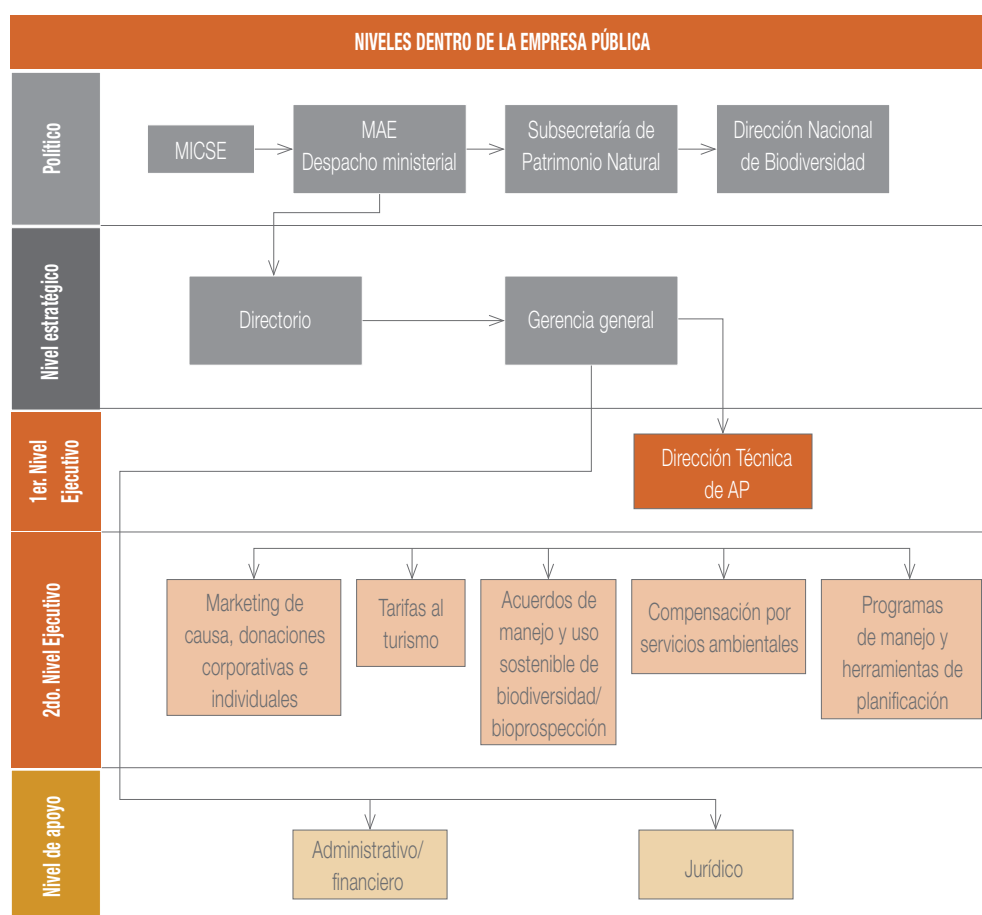 NIVELES DENTRO DE LA EMPRESA PÚBLICA
Político
MICSE
MAE
Despacho ministerial
Subsecretaría de
Patrimonio Natural
Dirección Nacional
de Biodiversidad
Nivel estratégico
Directorio
Gerencia general
1er. Nivel
Ejecutivo
Dirección Técnica
de AP
2do. Nivel Ejecutivo
Marketing de
causa, donaciones
corporativas e
individuales
Tarifas al
turismo
Acuerdos de
manejo y uso
sostenible de
biodiversidad/
bioprospección
Compensación por
servicios ambientales
Programas
de manejo y
herramientas de
planificación
Nivel de apoyo
Administrativo/
financiero
Jurídico